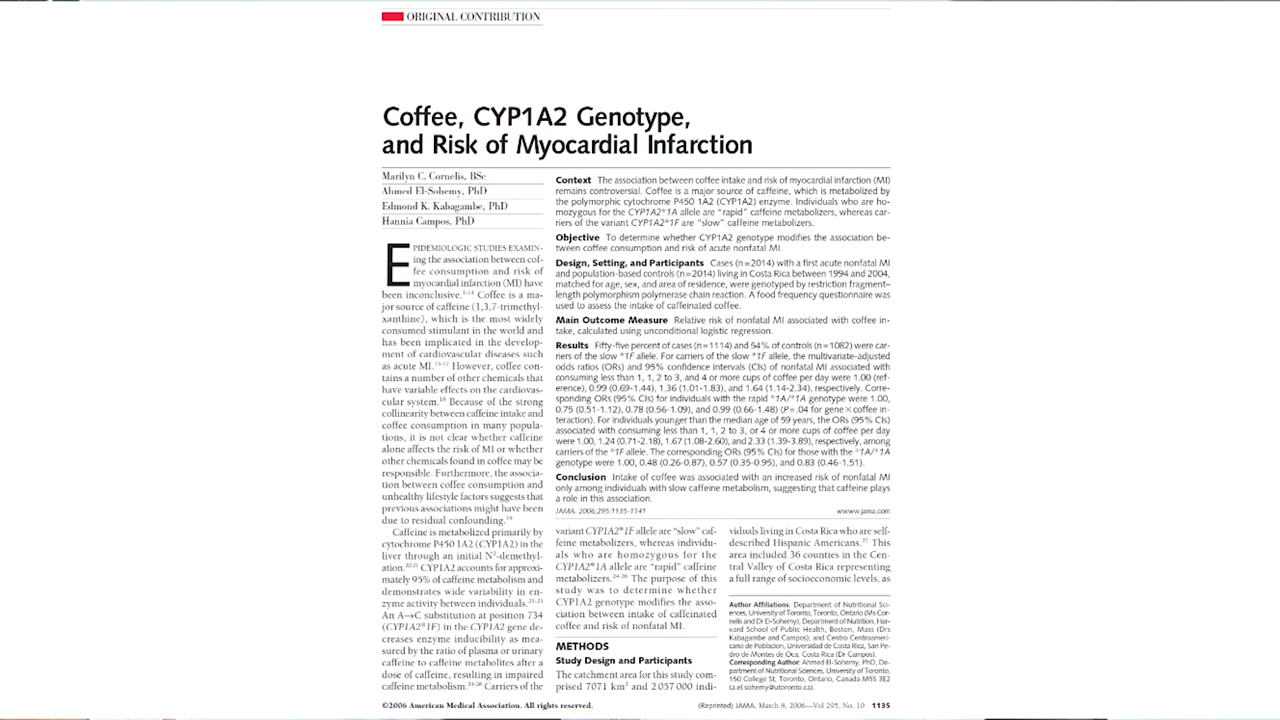 ORIGINAL CONTRIBUTION
Coffee, CYP1A2 Genotype,
and Risk of Myocardial Infarction
Marilyn C. Cornelis, BSc
Ahmed El-Sohemy, PhD
Edmond K. Kabagambe, PhD
Hannia Campos, PhD
EPIDEMIOLOGIC STUDIES EXAMIN-
ing the association between cof-
fee consumption and risk of
myocardial infarction (MI) have
been inconclusive.1-14 Coffee is a ma-
jor source of caffeine (1,3,7-trimethyl-
xanthine), which is the most widely
consumed stimulant in the world and
has been implicated in the develop-
ment of cardiovascular diseases such
as acute MI.15-17 However, coffee con-
tains a number of other chemicals that
have variable effects on the cardiovas-
cular system.18 Because of the strong
collinearity between caffeine intake and
coffee consumption in many popula-
tions, it is not clear whether caffeine
alone affects the risk of MI or whether
other chemicals found in coffee may be
responsible. Furthermore, the associa-
tion between coffee consumption and
unhealthy lifestyle factors suggests that
previous associations might have been
due to residual confounding.19
Caffeine is metabolized primarily by
cytochrome P450 1A2 (CYP1A2) in the
liver through an initial N3-demethyl-
ation.20,21 CYP1A2 accounts for approxi-
mately 95% of caffeine metabolism and
demonstrates wide variability in en-
zyme activity between individuals.21-23
An A→C substitution at position 734
(CYP1A2*1F) in the CYP1A2 gene de-
creases enzyme inducibility as mea-
sured by the ratio of plasma or urinary
caffeine to caffeine metabolites after a
dose of caffeine, resulting in impaired
caffeine metabolism.24-26 Carriers of the
Context The association between coffee intake and risk of myocardial infarction (MI)
remains controversial. Coffee is a major source of caffeine, which is metabolized by
the polymorphic cytochrome P450 1A2 (CYP1A2) enzyme. Individuals who are ho-
mozygous for the CYP1A2*1A allele are "rapid" caffeine metabolizers, whereas car-
riers of the variant CYP1A2*1F are "slow" caffeine metabolizers.
Objective To determine whether CYP1A2 genotype modifies the association be-
tween coffee consumption and risk of acute nonfatal MI.
Design, Setting, and Participants Cases (n=2014) with a first acute nonfatal MI
and population-based controls (n=2014) living in Costa Rica between 1994 and 2004,
matched for age, sex, and area of residence, were genotyped by restriction fragment–
length polymorphism polymerase chain reaction. A food frequency questionnaire was
used to assess the intake of caffeinated coffee.
Main Outcome Measure Relative risk of nonfatal MI associated with coffee in-
take, calculated using unconditional logistic regression.
Results Fifty-five percent of cases (n=1114) and 54% of controls (n=1082) were car-
riers of the slow *1F allele. For carriers of the slow *1F allele, the multivariate-adjusted
odds ratios (ORs) and 95% confidence intervals (CIs) of nonfatal MI associated with
consuming less than 1, 1, 2 to 3, and 4 or more cups of coffee per day were 1.00 (ref-
erence), 0.99 (0.69-1.44), 1.36 (1.01-1.83), and 1.64 (1.14-2.34), respectively. Corre-
sponding ORs (95% CIs) for individuals with the rapid *1A/*1A genotype were 1.00,
0.75 (0.51-1.12), 0.78 (0.56-1.09), and 0.99 (0.66-1.48) (P=.04 for gene×coffee in-
teraction). For individuals younger than the median age of 59 years, the ORs (95% CIs)
associated with consuming less than 1, 1, 2 to 3, or 4 or more cups of coffee per day
were 1.00, 1.24 (0.71-2.18), 1.67 (1.08-2.60), and 2.33 (1.39-3.89), respectively, among
carriers of the *1F allele. The corresponding ORs (95% CIs) for those with the *1A/*1A
genotype were 1.00, 0.48 (0.26-0.87), 0.57 (0.35-0.95), and 0.83 (0.46-1.51).
Conclusion Intake of coffee was associated with an increased risk of nonfatal MI
only among individuals with slow caffeine metabolism, suggesting that caffeine plays
a role in this association.
JAMA. 2006;295:1135-1141 www.jama.com
variant CYP1A2*1F allele are "slow" caf-
feine metabolizers, whereas individu-
als who are homozygous for the
CYP1A2*1A allele are "rapid" caffeine
metabolizers.24-26 The purpose of this
study was to determine whether
CYP1A2 genotype modifies the asso-
ciation between intake of caffeinated
coffee and risk of nonfatal MI.
METHODS
Study Design and Participants
The catchment area for this study com-
prised 7071 km2 and 2 057 000 indi-
viduals living in Costa Rica who are self-
described Hispanic Americans.27 This
area included 36 counties in the Cen-
tral Valley of Costa Rica representing
a full range of socioeconomic levels, as
Author Affiliations: Department of Nutritional Sci-
ences, University of Toronto, Toronto, Ontario (Ms Cor-
nelis and Dr El-Sohemy); Department of Nutrition, Har-
vard School of Public Health, Boston, Mass (Drs
Kabagambe and Campos); and Centro Centroameri-
cano de Poblacion, Universidad de Costa Rica, San Pe-
dro de Montes de Oca, Costa Rica (Dr Campos).
Corresponding Author: Ahmed El-Sohemy, PhD, De-
partment of Nutritional Sciences, University of Toronto,
150 College St, Toronto, Ontario, Canada M5S 3E2
(a.el.sohemy@utoronto.ca).
©2006 American Medical Association. All rights reserved.
(Reprinted) JAMA, March 8, 2006—Vol 295, No. 10 1135